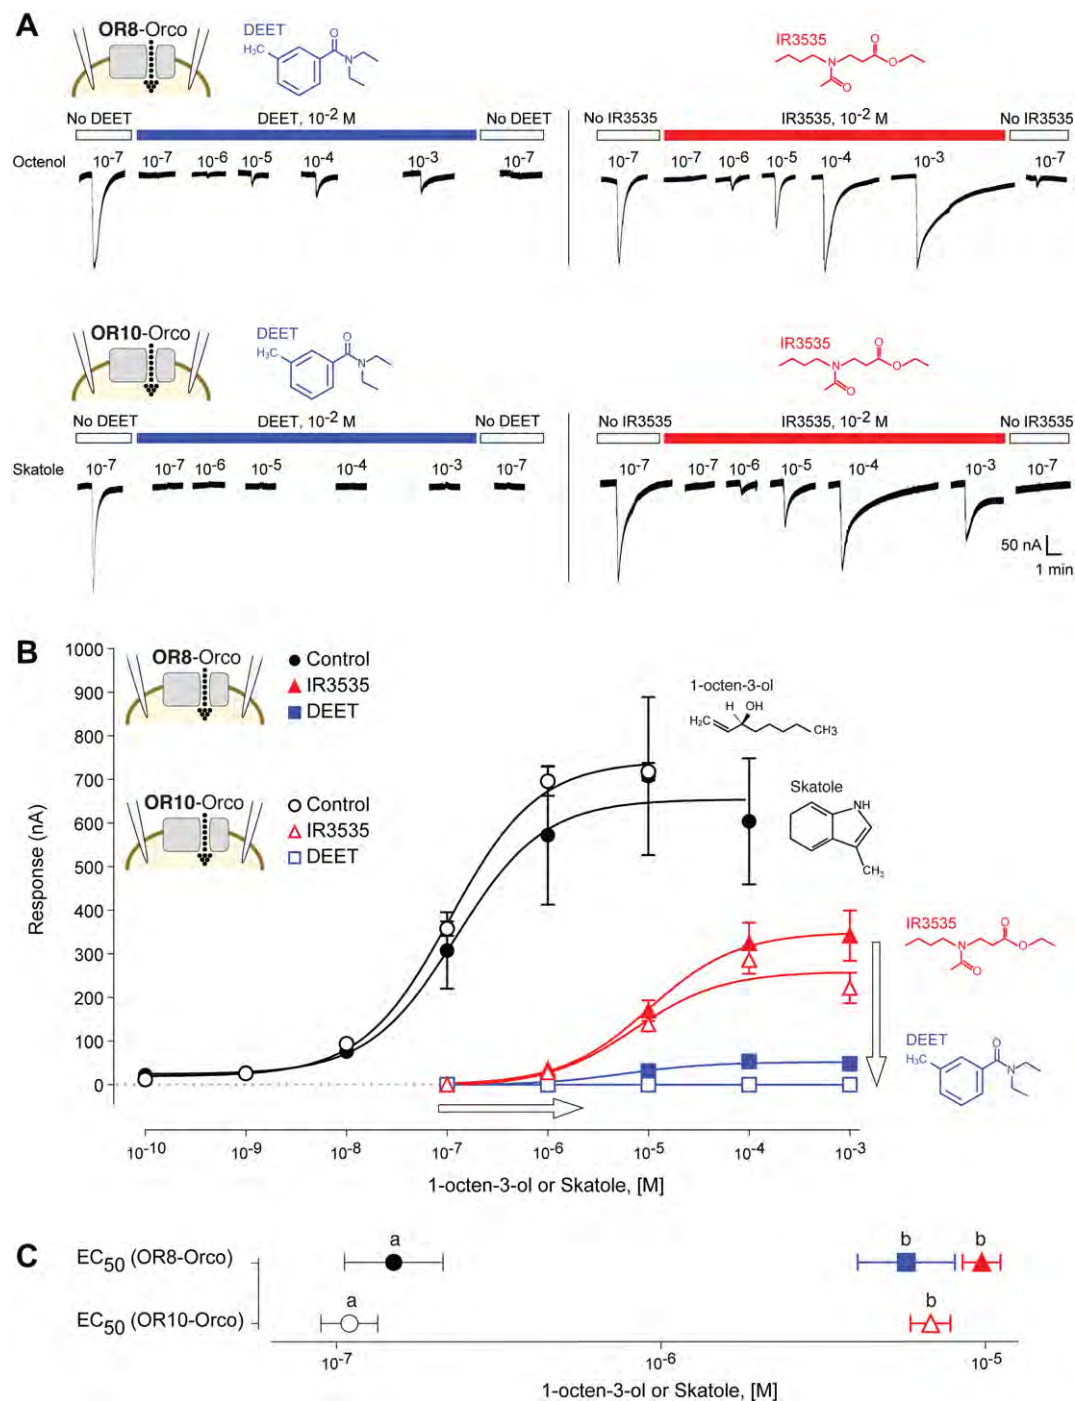 A
OR8-Orco
DEET
H₃C
O
N
IR3535
N
O
O
O
No DEET DEET, 10⁻² M No DEET No IR3535 IR3535, 10⁻² M No IR3535
Octenol 10⁻⁷ 10⁻⁷ 10⁻⁶ 10⁻⁵ 10⁻⁴ 10⁻³ 10⁻⁷ 10⁻⁷ 10⁻⁷ 10⁻⁶ 10⁻⁵ 10⁻⁴ 10⁻³ 10⁻⁷
OR10-Orco
DEET
H₃C
O
N
IR3535
N
O
O
O
No DEET DEET, 10⁻² M No DEET No IR3535 IR3535, 10⁻² M No IR3535
Skatole 10⁻⁷ 10⁻⁷ 10⁻⁶ 10⁻⁵ 10⁻⁴ 10⁻³ 10⁻⁷ 10⁻⁷ 10⁻⁷ 10⁻⁶ 10⁻⁵ 10⁻⁴ 10⁻³ 10⁻⁷
50 nA
1 min
B
Response (nA)
1000
900
800
700
600
500
400
300
200
100
0
OR8-Orco
Control
IR3535
DEET
OR10-Orco
Control
IR3535
DEET
1-octen-3-ol
H OH
H₂C
CH3
Skatole
NH
CH₃
IR3535
N
O
O
O
DEET
H₃C
O
N
10⁻¹⁰ 10⁻⁹ 10⁻⁸ 10⁻⁷ 10⁻⁶ 10⁻⁵ 10⁻⁴ 10⁻³
1-octen-3-ol or Skatole, [M]
C
EC₅₀ (OR8-Orco) a b b
EC₅₀ (OR10-Orco) a b
10⁻⁷ 10⁻⁶ 10⁻⁵
1-octen-3-ol or Skatole, [M]